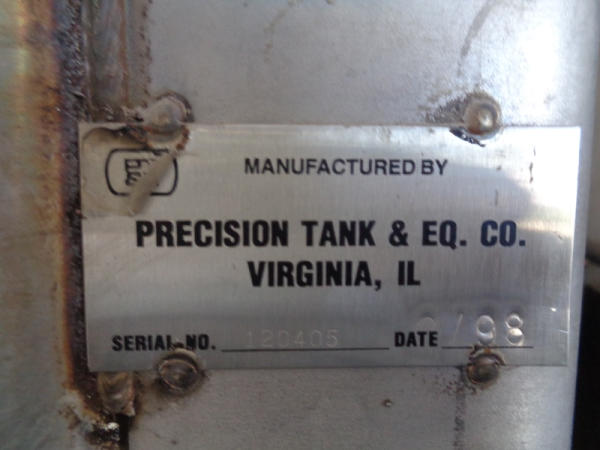 MANUFACTURED BY
PRECISION TANK & EQ. CO.
VIRGINIA, IL
SERIAL NO. 120405 DATE /98